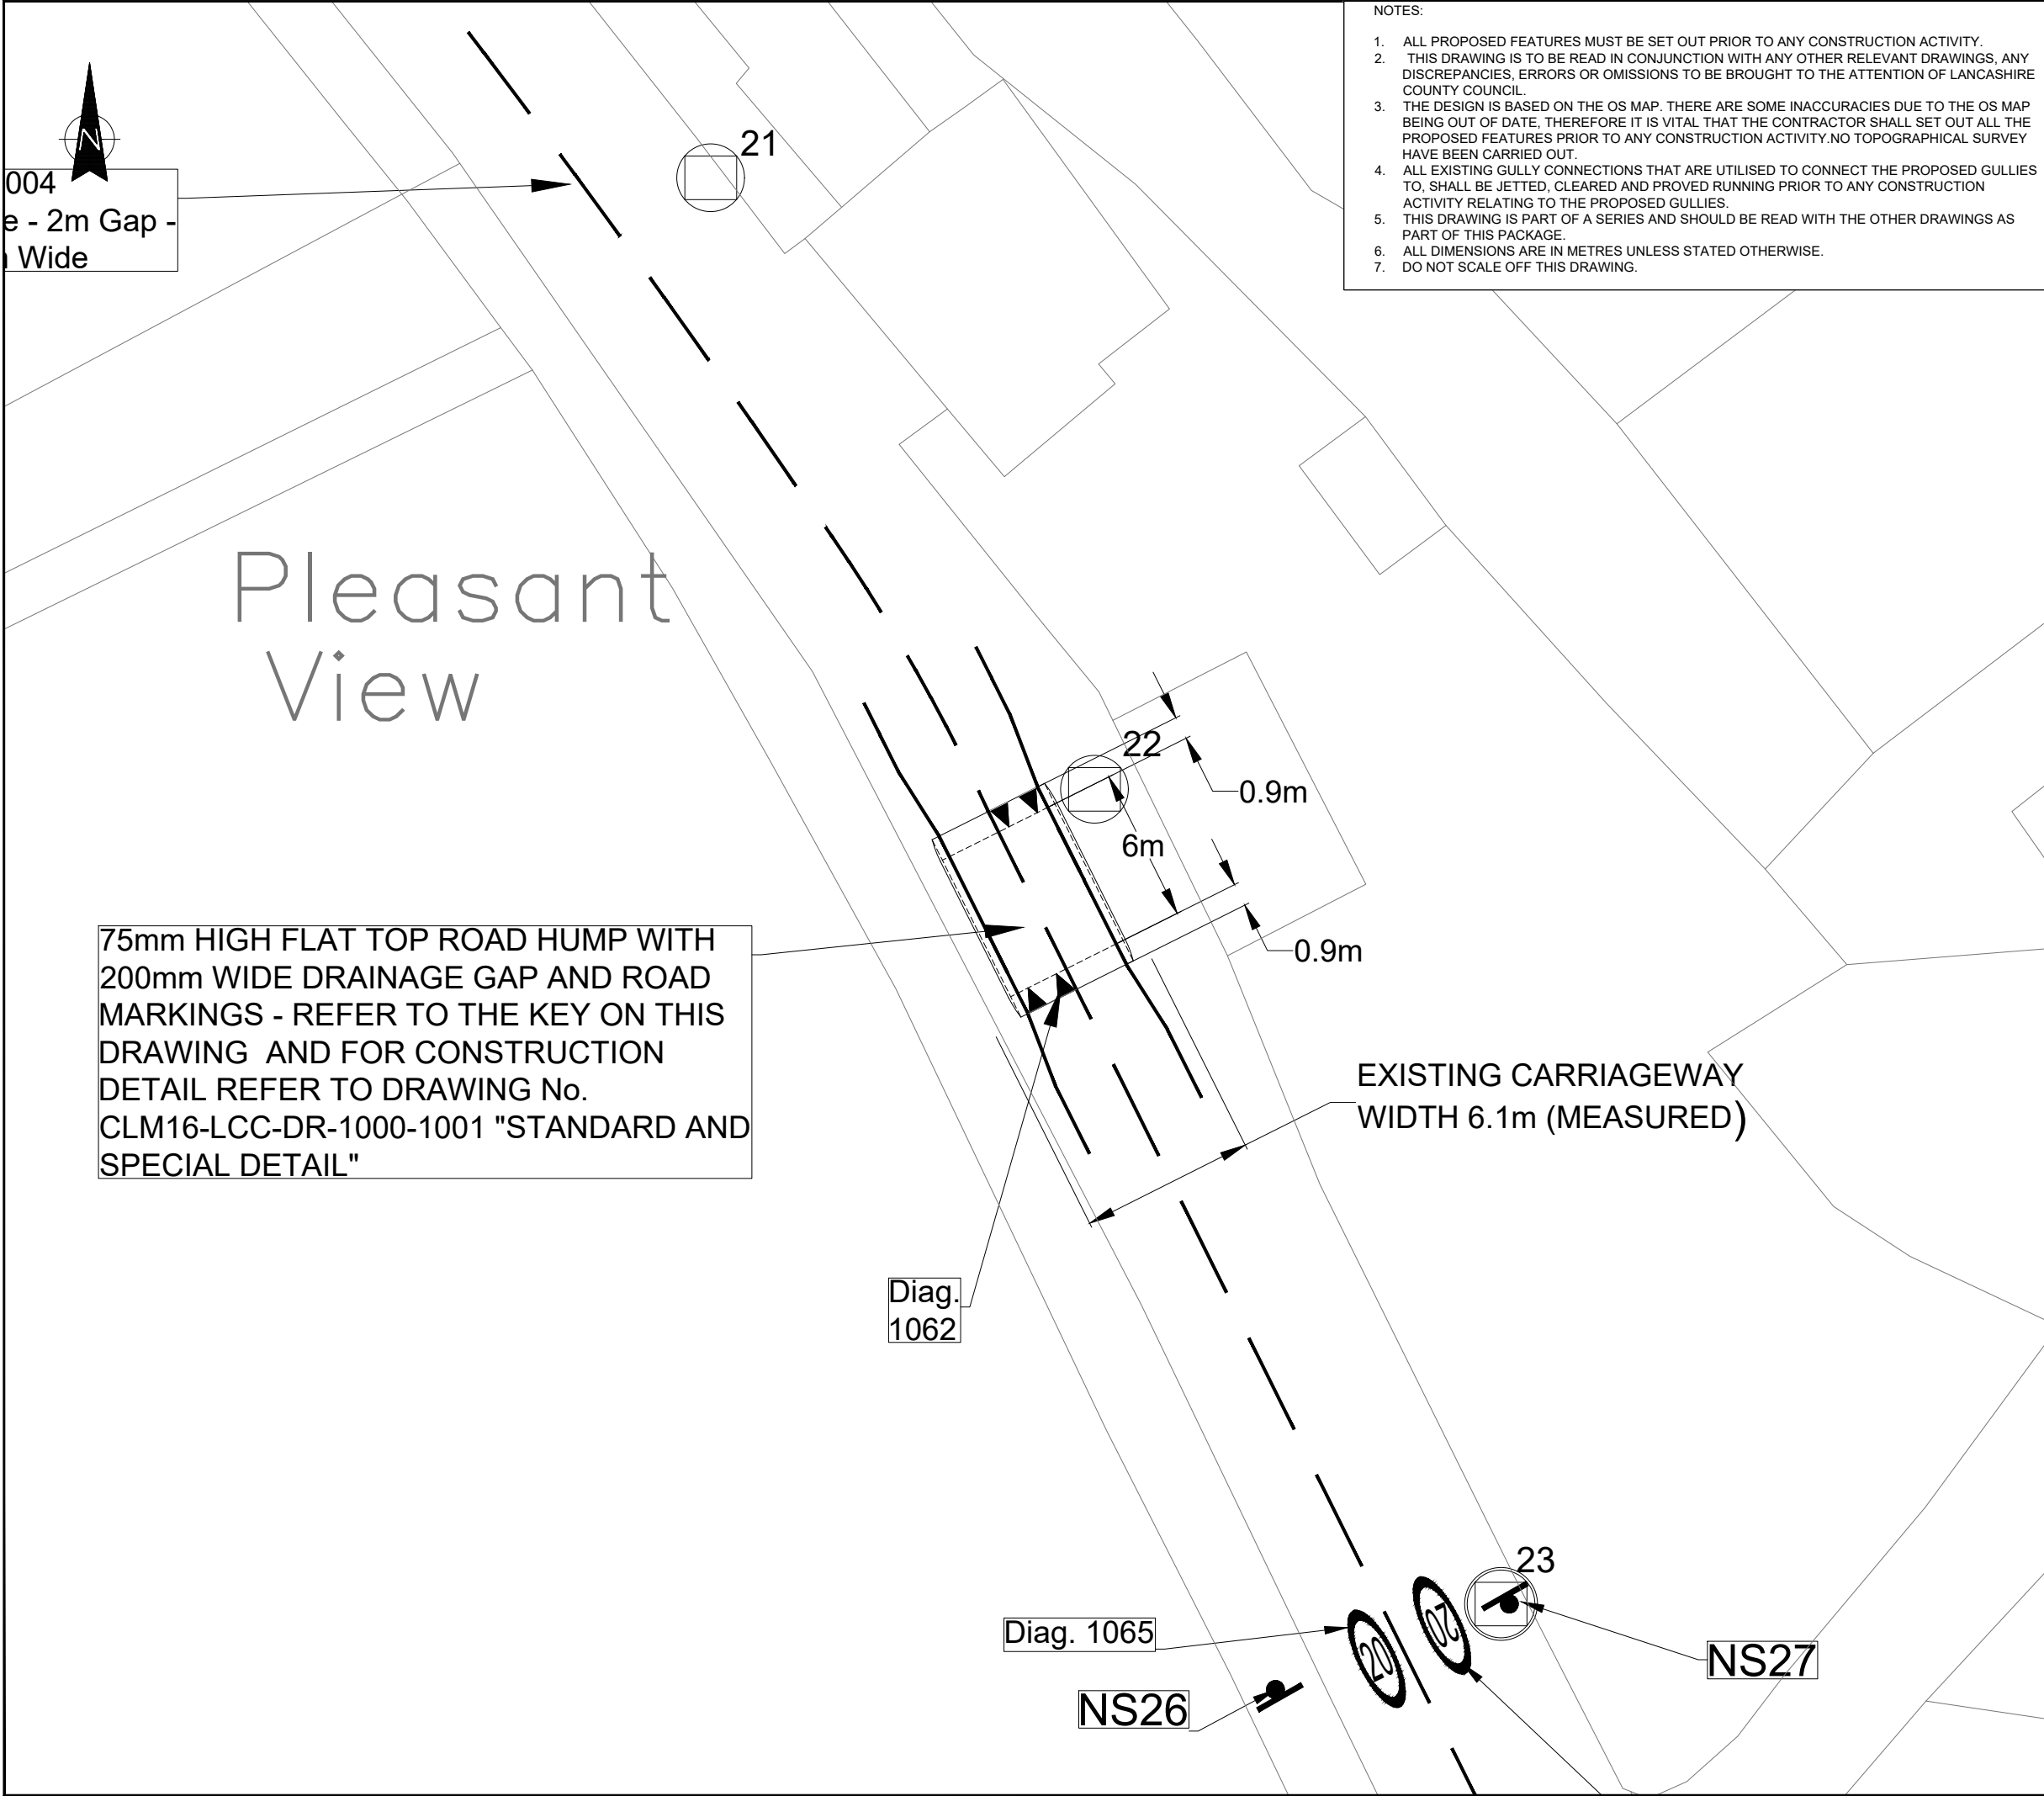 NOTES:
1. ALL PROPOSED FEATURES MUST BE SET OUT PRIOR TO ANY CONSTRUCTION ACTIVITY.
2. THIS DRAWING IS TO BE READ IN CONJUNCTION WITH ANY OTHER RELEVANT DRAWINGS, ANY
DISCREPANCIES, ERRORS OR OMISSIONS TO BE BROUGHT TO THE ATTENTION OF LANCASHIRE
COUNTY COUNCIL.
3. THE DESIGN IS BASED ON THE OS MAP. THERE ARE SOME INACCURACIES DUE TO THE OS MAP
BEING OUT OF DATE, THEREFORE IT IS VITAL THAT THE CONTRACTOR SHALL SET OUT ALL THE
PROPOSED FEATURES PRIOR TO ANY CONSTRUCTION ACTIVITY.NO TOPOGRAPHICAL SURVEY
HAVE BEEN CARRIED OUT.
4. ALL EXISTING GULLY CONNECTIONS THAT ARE UTILISED TO CONNECT THE PROPOSED GULLIES
TO, SHALL BE JETTED, CLEARED AND PROVED RUNNING PRIOR TO ANY CONSTRUCTION
ACTIVITY RELATING TO THE PROPOSED GULLIES.
5. THIS DRAWING IS PART OF A SERIES AND SHOULD BE READ WITH THE OTHER DRAWINGS AS
PART OF THIS PACKAGE.
6. ALL DIMENSIONS ARE IN METRES UNLESS STATED OTHERWISE.
7. DO NOT SCALE OFF THIS DRAWING.
N
004
e - 2m Gap -
Wide
21
Pleasant
View
22
0.9m
6m
0.9m
75mm HIGH FLAT TOP ROAD HUMP WITH
200mm WIDE DRAINAGE GAP AND ROAD
MARKINGS - REFER TO THE KEY ON THIS
DRAWING AND FOR CONSTRUCTION
DETAIL REFER TO DRAWING No.
CLM16-LCC-DR-1000-1001 "STANDARD AND
SPECIAL DETAIL"
EXISTING CARRIAGEWAY
WIDTH 6.1m (MEASURED)
Diag.
1062
23
Diag. 1065
20
20
NS27
NS26